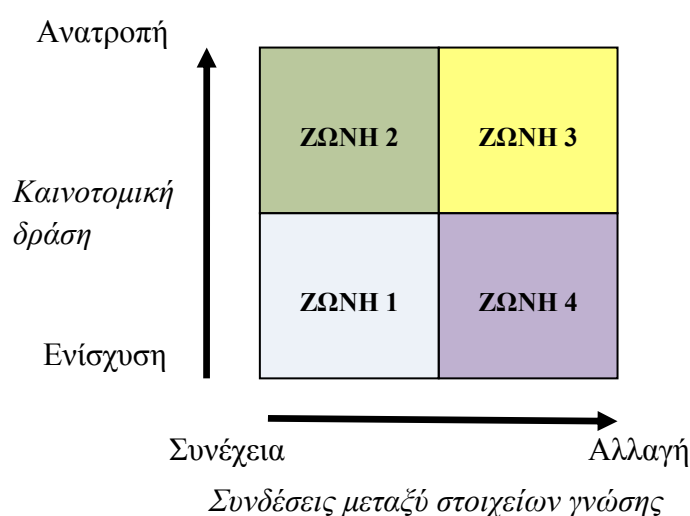 Ανατροπή
ΖΩΝΗ 2 ΖΩΝΗ 3
Καινοτομική
δράση
ΖΩΝΗ 1 ΖΩΝΗ 4
Ενίσχυση
Συνέχεια Αλλαγή
Συνδέσεις μεταξύ στοιχείων γνώσης